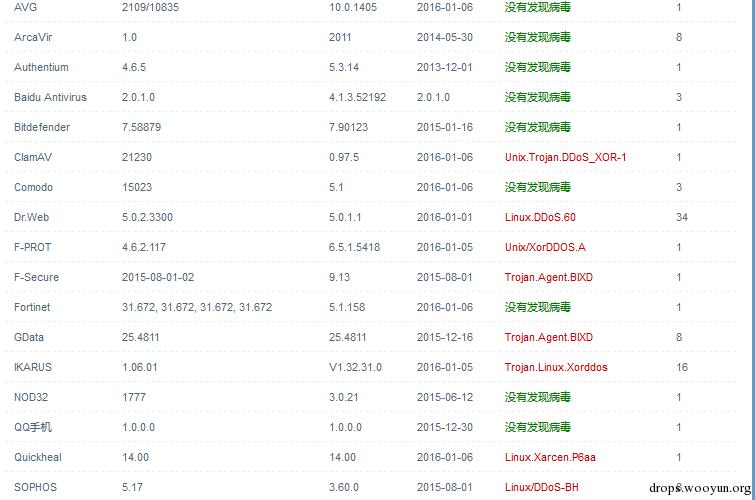 AVG 2109/10835 10.0.1405 2016-01-06 没有发现病毒 1
ArcaVir 1.0 2011 2014-05-30 没有发现病毒 8
Authentium 4.6.5 5.3.14 2013-12-01 没有发现病毒 1
Baidu Antivirus 2.0.1.0 4.1.3.52192 2.0.1.0 没有发现病毒 3
Bitdefender 7.58879 7.90123 2015-01-16 没有发现病毒 1
ClamAV 21230 0.97.5 2016-01-06 Unix.Trojan.DDoS_XOR-1 1
Comodo 15023 5.1 2016-01-06 没有发现病毒 3
Dr.Web 5.0.2.3300 5.0.1.1 2016-01-01 Linux.DDoS.60 34
F-PROT 4.6.2.117 6.5.1.5418 2016-01-05 Unix/XorDDOS.A 1
F-Secure 2015-08-01-02 9.13 2015-08-01 Trojan.Agent.BIXD 1
Fortinet 31.672, 31.672, 31.672, 31.672 5.1.158 2016-01-06 没有发现病毒 1
GData 25.4811 25.4811 2015-12-16 Trojan.Agent.BIXD 8
IKARUS 1.06.01 V1.32.31.0 2016-01-05 Trojan.Linux.Xorddos 16
NOD32 1777 3.0.21 2015-06-12 没有发现病毒 1
QQ手机 1.0.0.0 1.0.0.0 2015-12-30 没有发现病毒 1
Quickheal 14.00 14.00 2016-01-06 Linux.Xarcen.P6aa 1
SOPHOS 5.17 3.60.0 2015-08-01 Linux/DDoS-BH
drops.wooyun.org